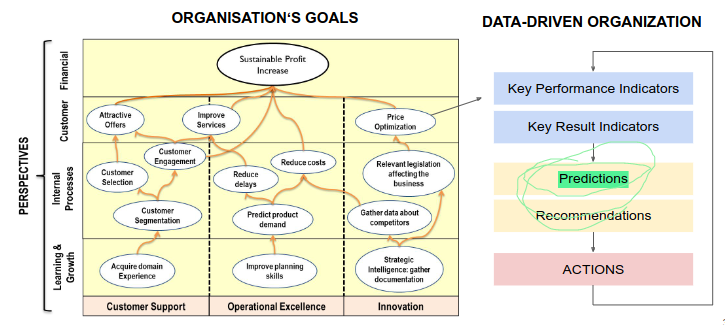 ORGANISATION'S GOALS
DATA-DRIVEN ORGANIZATION
PERSPECTIVES
Financial
Customer
Internal
Processes
Learning &
Growth
Sustainable Profit
Increase
Attractive
Offers
Improve
Services
Price
Optimization
Customer
Engagement
Customer
Selection
Reduce
delays
Reduce costs
Relevant legislation
affecting the
business
Customer
Segmentation
Predict product
demand
Gather data about
competitors
Acquire domain
Experience
Improve planning
skills
Strategic
Intelligence: gather
documentation
Customer Support
Operational Excellence
Innovation
Key Performance Indicators
Key Result Indicators
Predictions
Recommendations
ACTIONS